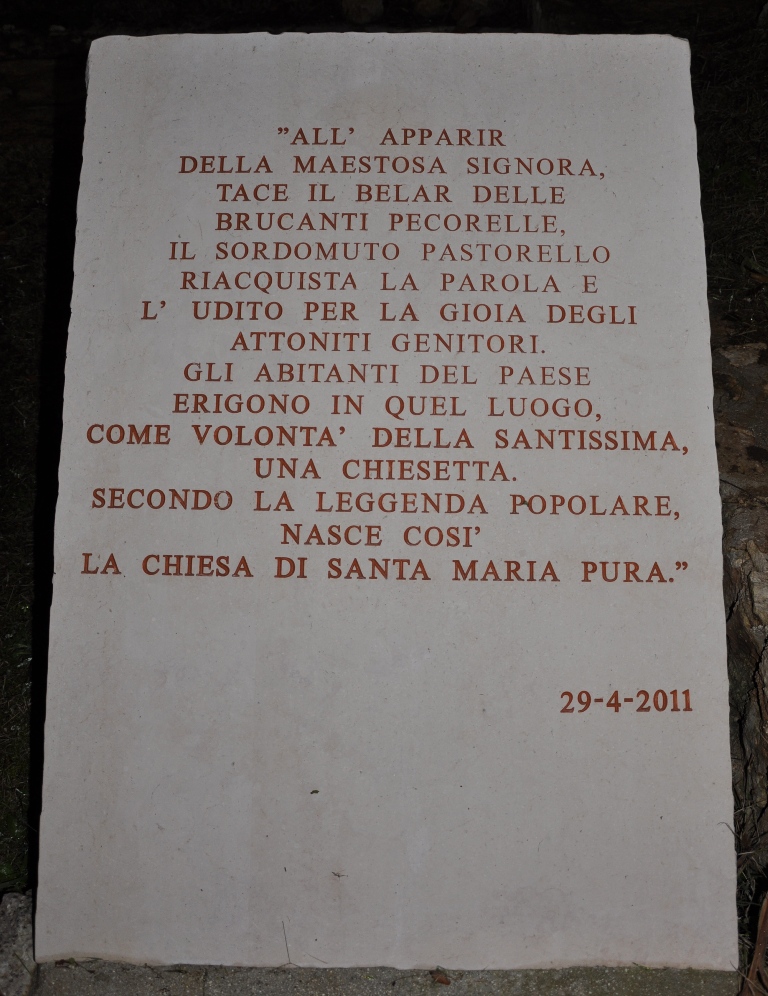 ”ALL’ APPARIR
DELLA MAESTOSA SIGNORA,
TACE IL BELAR DELLE
BRUCANTI PECORELLE,
IL SORDOMUTO PASTORELLO
RIACQUISTA LA PAROLA E
L’ UDITO PER LA GIOIA DEGLI
ATTONITI GENITORI.
GLI ABITANTI DEL PAESE
ERIGONO IN QUEL LUOGO,
COME VOLONTA’ DELLA SANTISSIMA,
UNA CHIESETTA.
SECONDO LA LEGGENDA POPOLARE,
NASCE COSI’
LA CHIESA DI SANTA MARIA PURA.”
29-4-2011